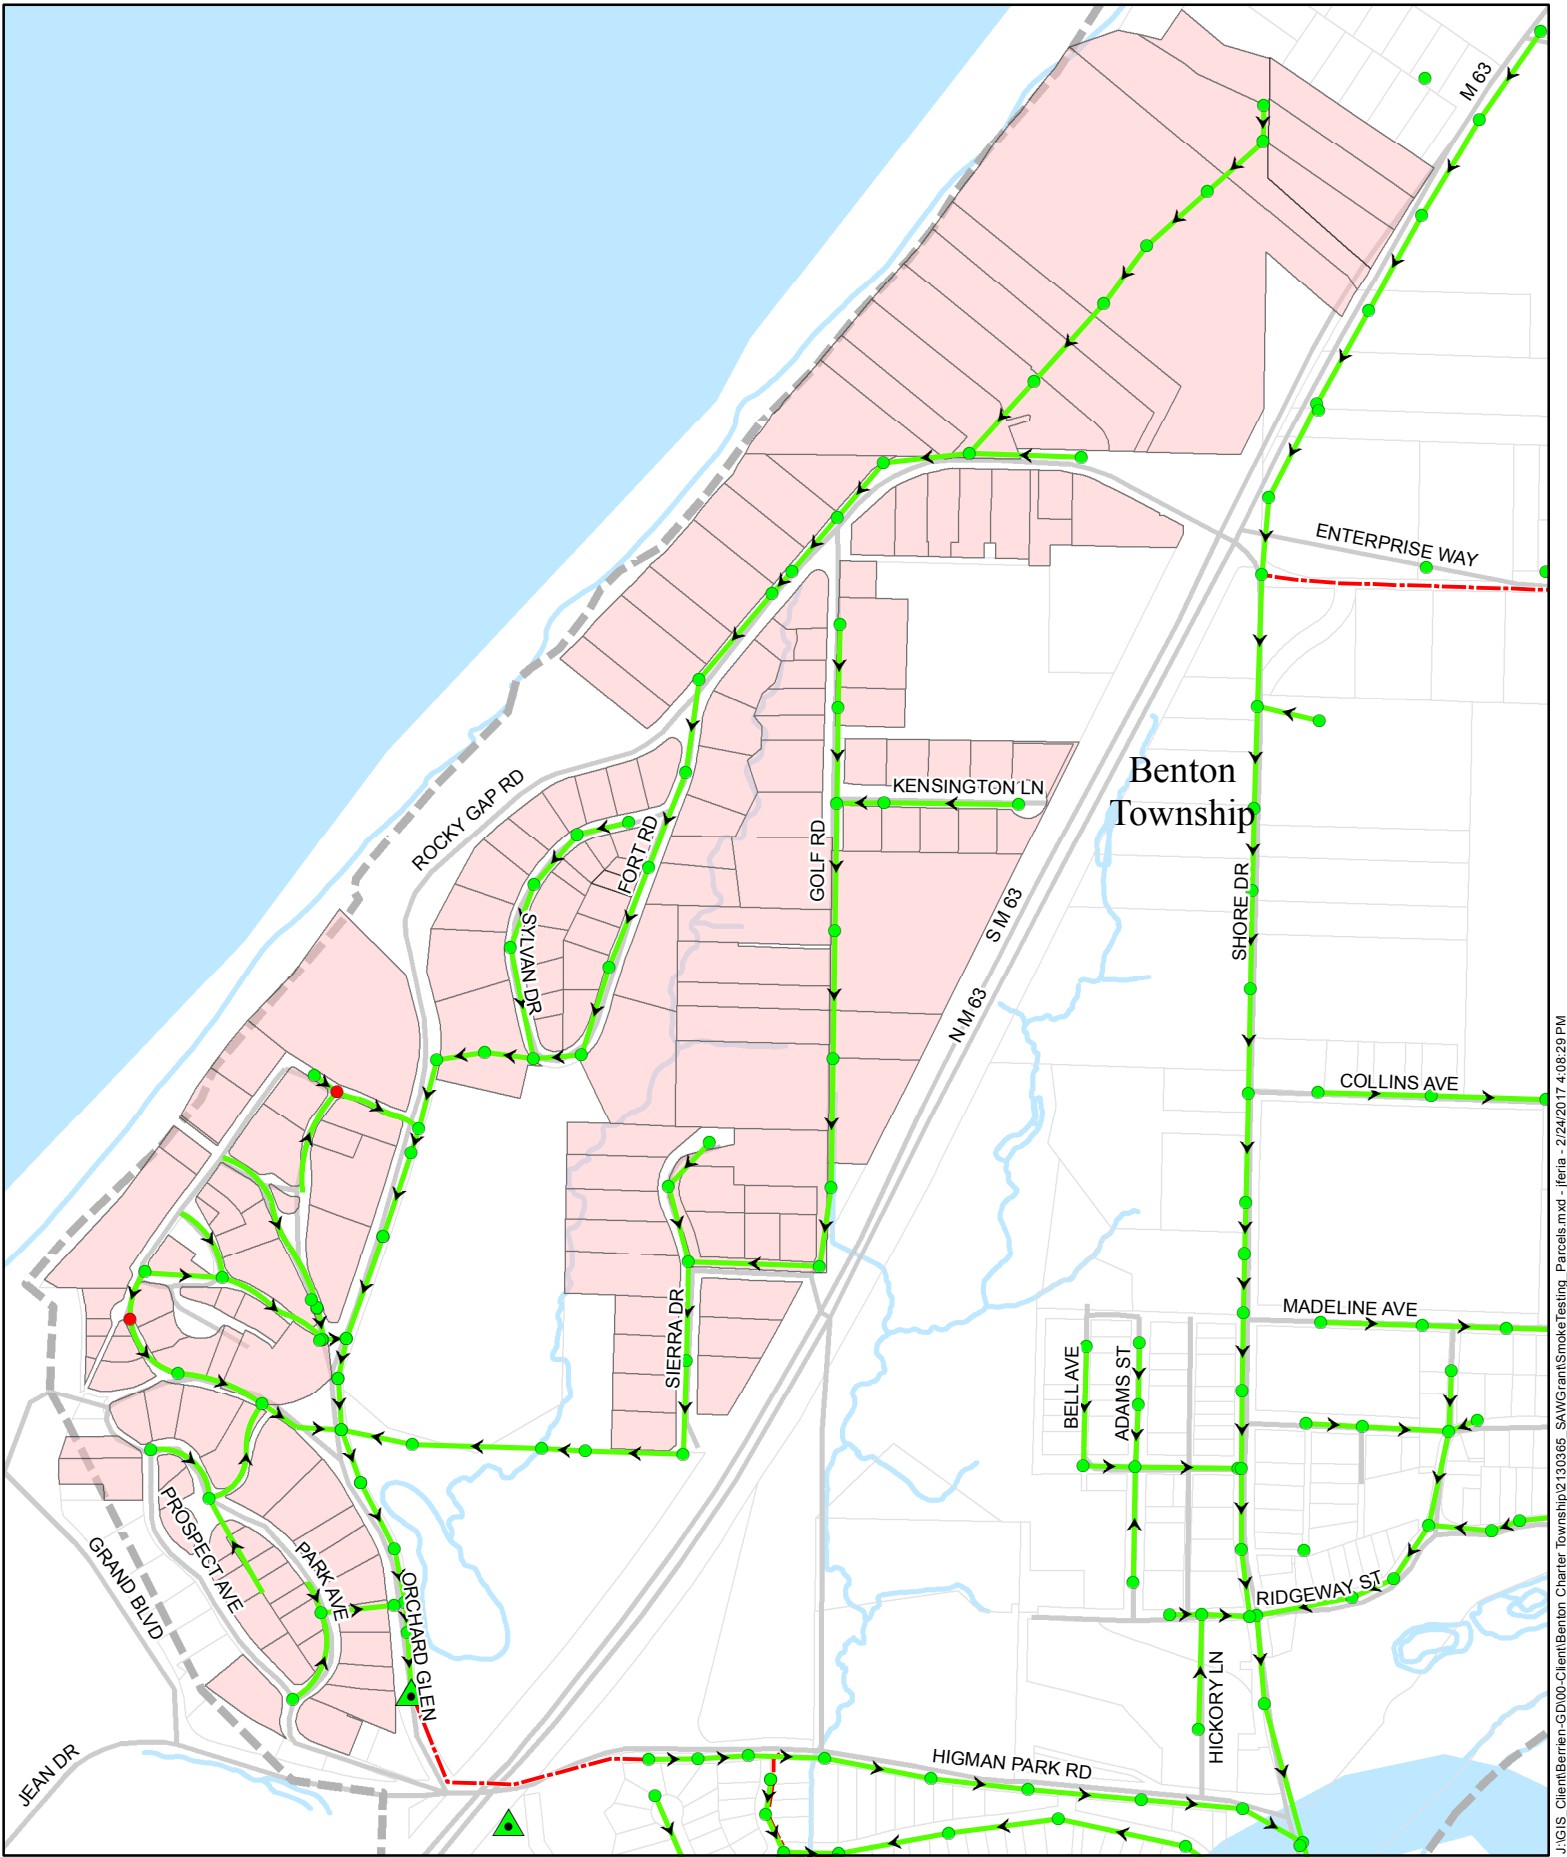 M 63
ENTERPRISE WAY
Benton
Township
ROCKY GAP RD
KENSINGTON LN
FORT RD
GOLF RD
SYLVAN DR
S M 63
N M 63
SHORE DR
COLLINS AVE
MADELINE AVE
SIERRA DR
BELL AVE
ADAMS ST
PROSPECT AVE
PARK AVE
GRAND BLVD
ORCHARD GLEN
RIDGEWAY ST
HICKORY LN
HIGMAN PARK RD
JEAN DR
J:\GIS_Client\Berrien-GD\00-Client\Benton Charter Township\2130365_SAWGrant\SmokeTesting_Parcels.mxd - jferia - 2/24/2017 4:08:29 PM